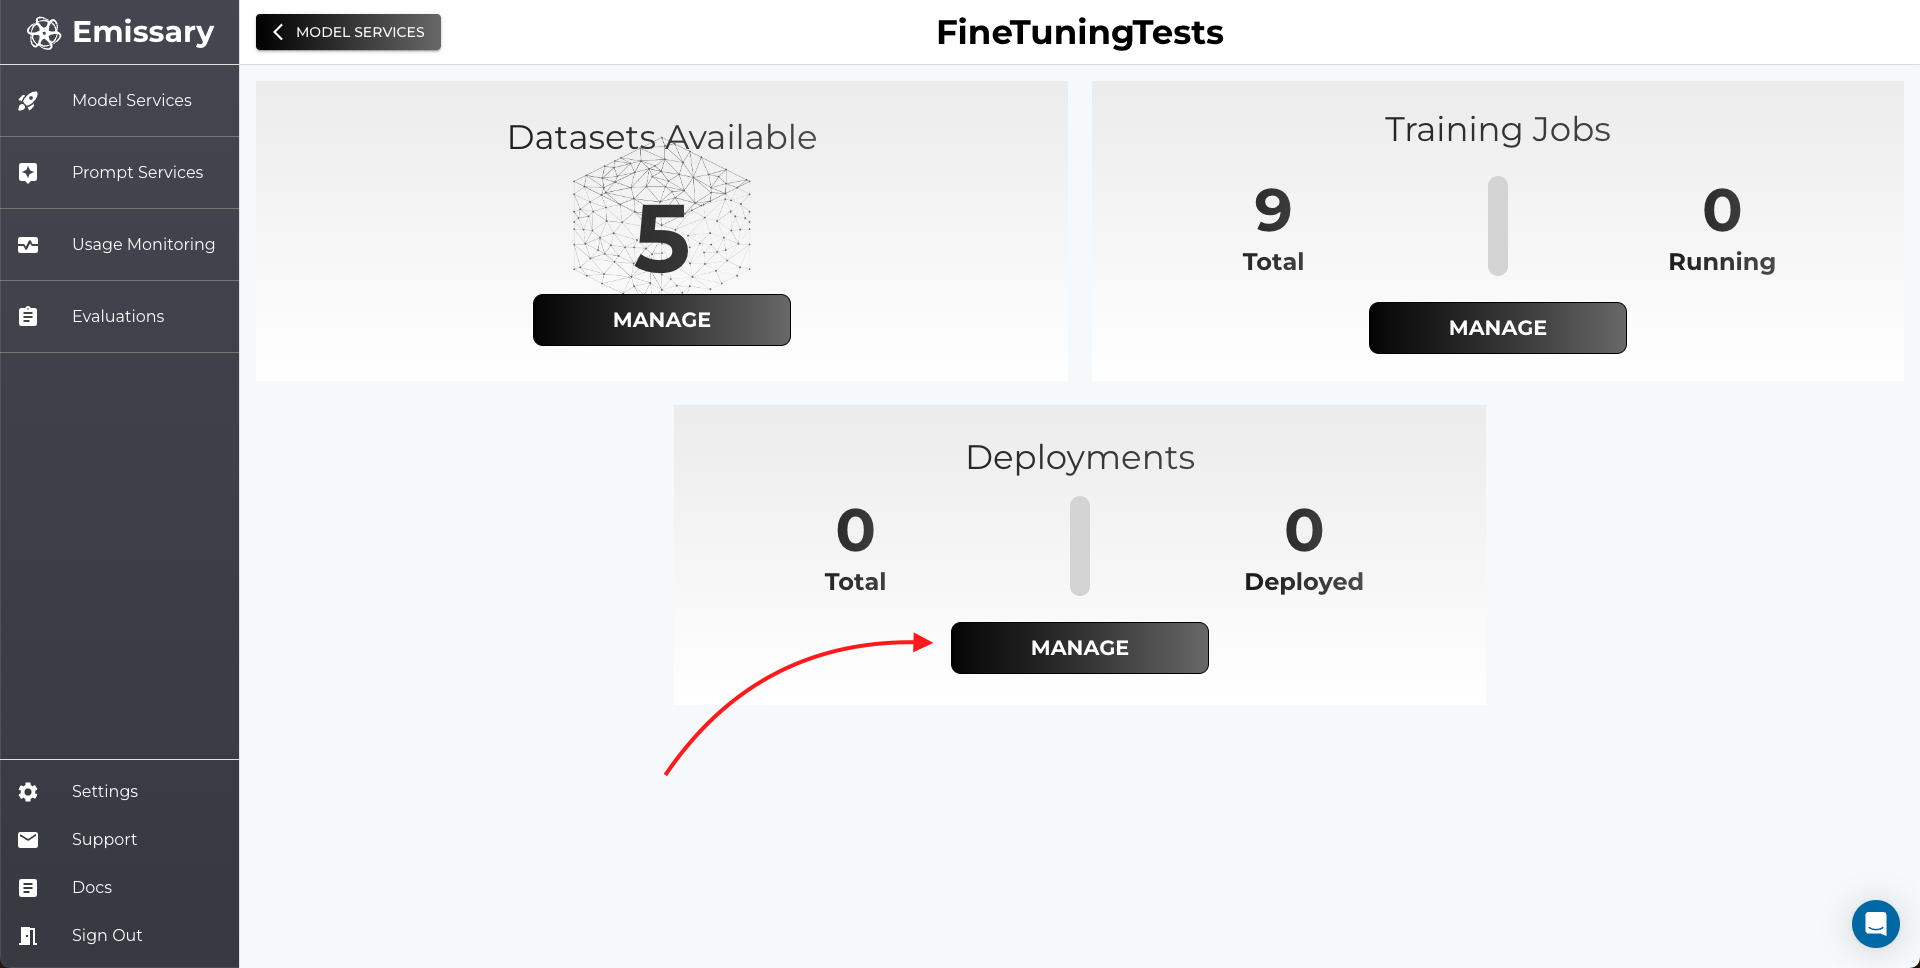 Emissary
MODEL SERVICES
FineTuningTests
Model Services
Prompt Services
Usage Monitoring
Evaluations
Settings
Support
Docs
Sign Out
Datasets Available
5
MANAGE
Training Jobs
9
Total
0
Running
MANAGE
Deployments
0
Total
0
Deployed
MANAGE